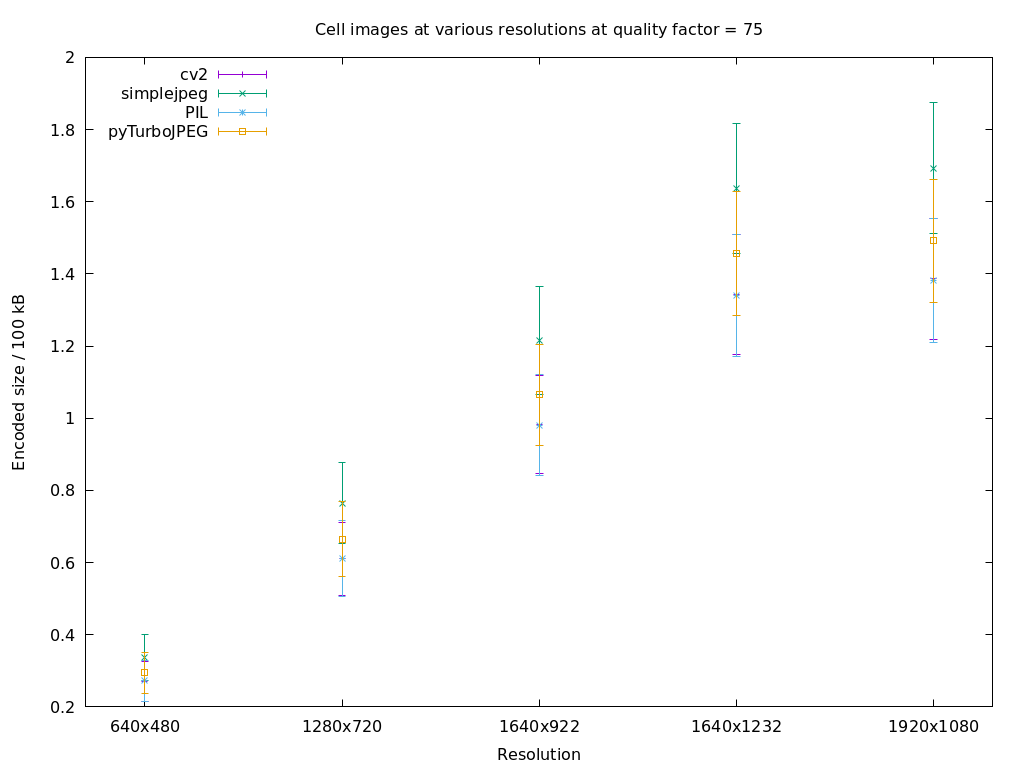 Cell images at various resolutions at quality factor = 75
2
1.8
1.6
1.4
1.2
1
0.8
0.6
0.4
0.2
cv2
simplejpeg
PIL
pyTurboJPEG
Encoded size / 100 kB
640x480 1280x720 1640x922 1640x1232 1920x1080
Resolution